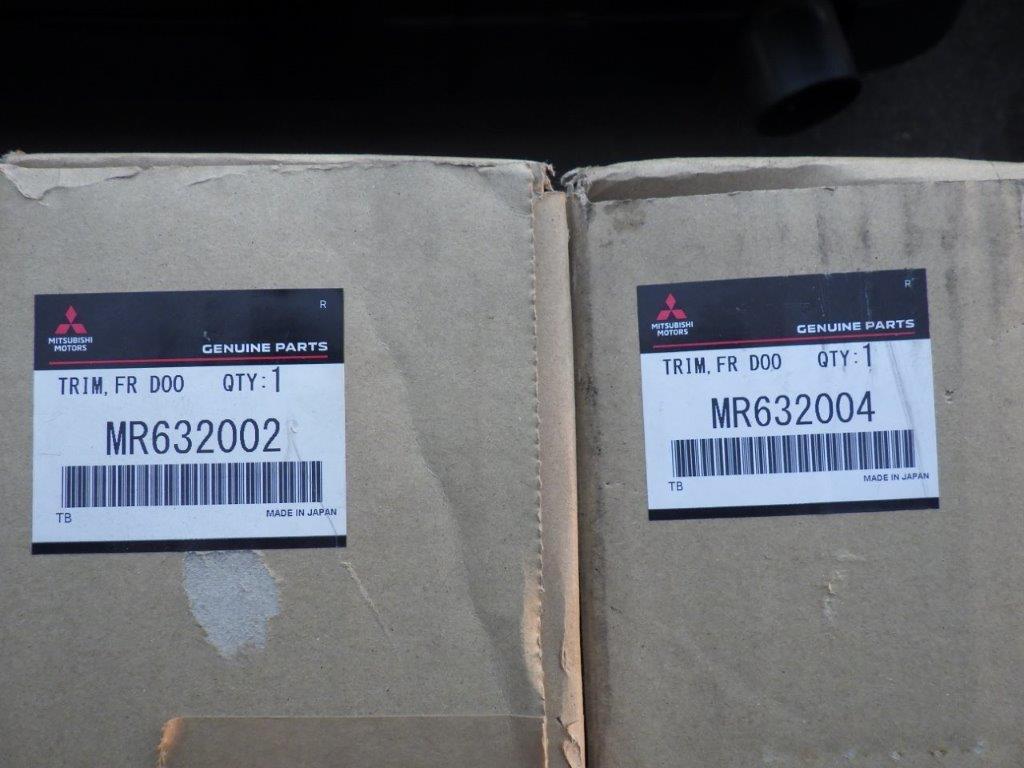 R
MITSUBISHI
MOTORS
GENUINE PARTS
TRIM, FR DOO QTY:1
MR632002
TB
MADE IN JAPAN
R
MITSUBISHI
MOTORS
GENUINE PARTS
TRIM, FR DOO QTY:1
MR632004
TB
MADE IN JAPAN